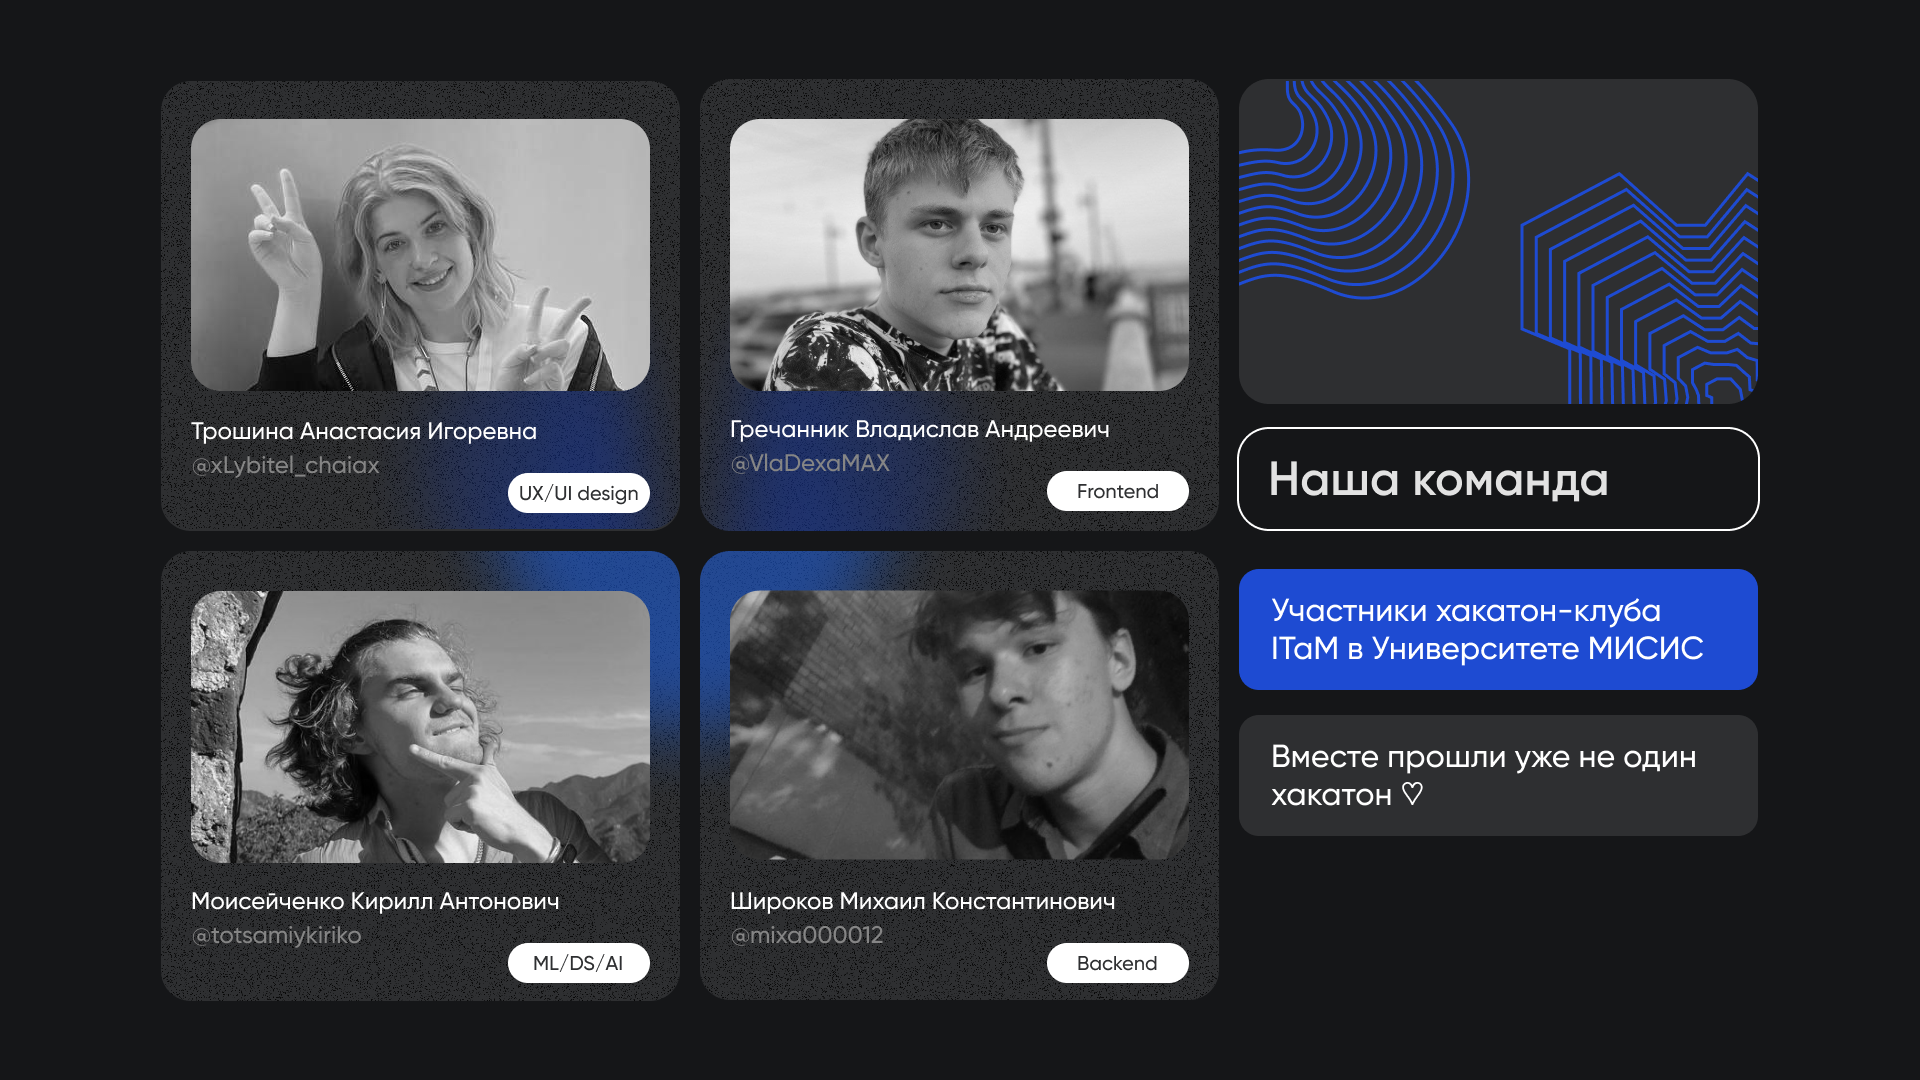 Трошина Анастасия Игоревна
@xLybitel_chaiax
UX/UI design
Гречанник Владислав Андреевич
@VlaDexaMAX
Frontend
Наша команда
Участники хакатон-клуба
ITaM в Университете МИСИС
Вместе прошли уже не один
хакатон ♡
Моисейченко Кирилл Антонович
@totsamiykiriko
ML/DS/AI
Широков Михаил Константинович
@mixa000012
Backend